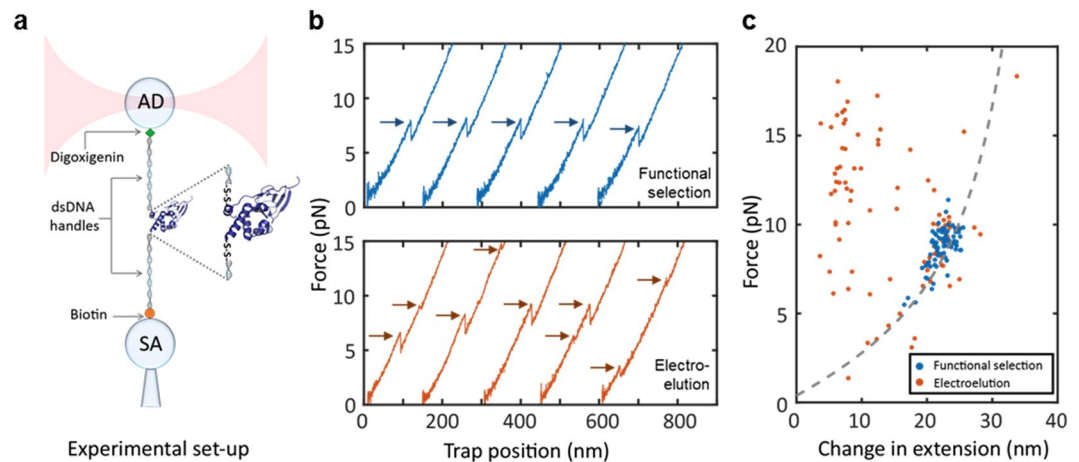 a
AD
Digoxigenin
dsDNA
handles
S-S
S-S
Biotin
SA
Experimental set-up
b
15
10
5
0
Functional
selection
Force (pN)
15
10
5
0
Electro-
elution
0 200 400 600 800
Trap position (nm)
c
20
15
10
5
0
Force (pN)
Functional selection
Electroelution
0 10 20 30 40
Change in extension (nm)